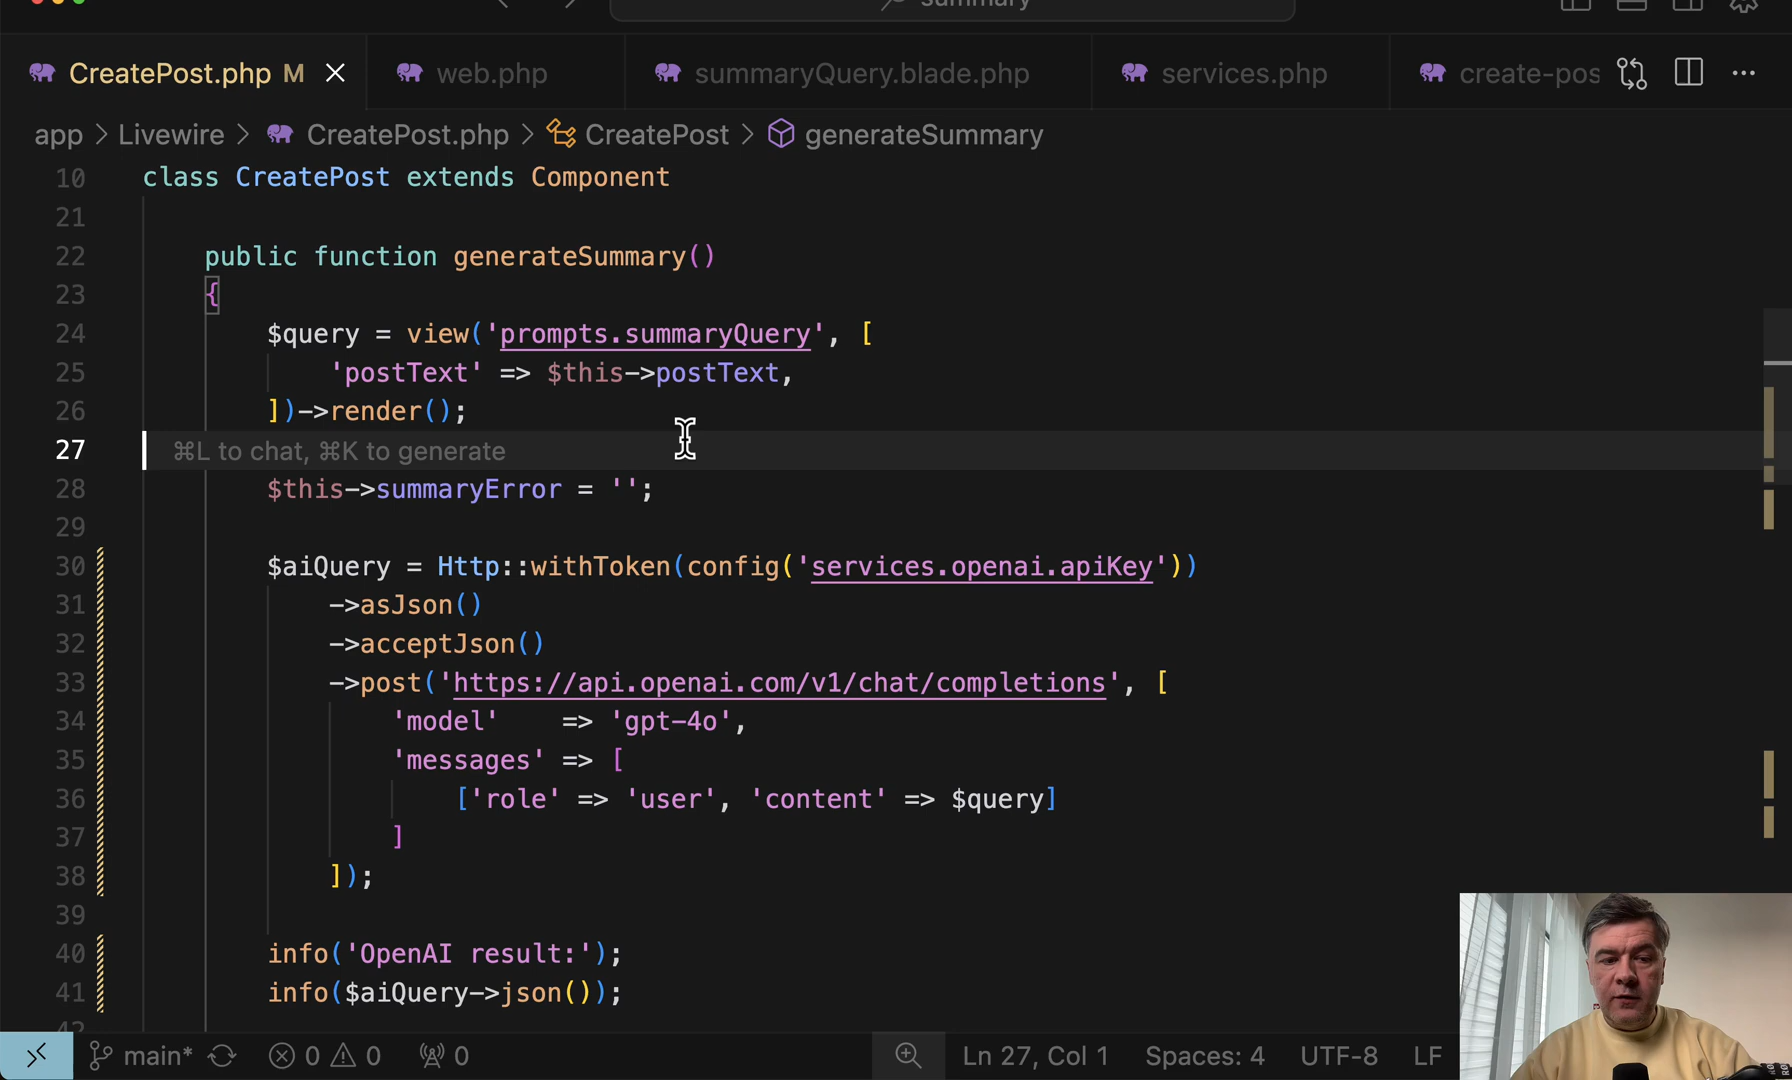 summary
CreatePost.php M
web.php
summaryQuery.blade.php
services.php
create-pos
app > Livewire > CreatePost.php > CreatePost > generateSummary
10 class CreatePost extends Component
21
22 public function generateSummary()
23 {
24 $query = view('prompts.summaryQuery', [
25 'postText' => $this->postText,
26 ])->render();
27 ⌘L to chat, ⌘K to generate
28 $this->summaryError = '';
29
30 $aiQuery = Http::withToken(config('services.openai.apiKey'))
31 ->asJson()
32 ->acceptJson()
33 ->post('https://api.openai.com/v1/chat/completions', [
34 'model'    => 'gpt-4o',
35 'messages' => [
36 ['role' => 'user', 'content' => $query]
37 ]
38 ]);
39
40 info('OpenAI result:');
41 info($aiQuery->json());
42
main* 0 0 0 Ln 27, Col 1 Spaces: 4 UTF-8 LF